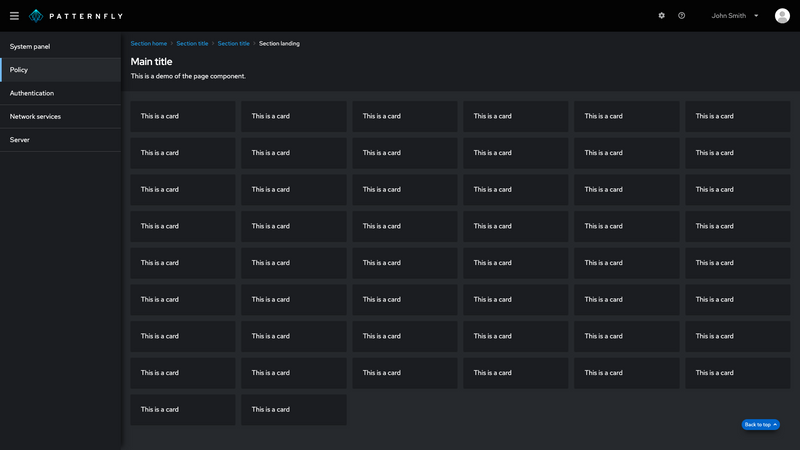 PATTERNFLY
John Smith
System panel
Policy
Authentication
Network services
Server
Section home > Section title > Section title > Section landing
Main title
This is a demo of the page component.
This is a card This is a card This is a card This is a card This is a card This is a card
This is a card This is a card This is a card This is a card This is a card This is a card
This is a card This is a card This is a card This is a card This is a card This is a card
This is a card This is a card This is a card This is a card This is a card This is a card
This is a card This is a card This is a card This is a card This is a card This is a card
This is a card This is a card This is a card This is a card This is a card This is a card
This is a card This is a card This is a card This is a card This is a card This is a card
This is a card This is a card This is a card This is a card This is a card This is a card
This is a card This is a card
Back to top